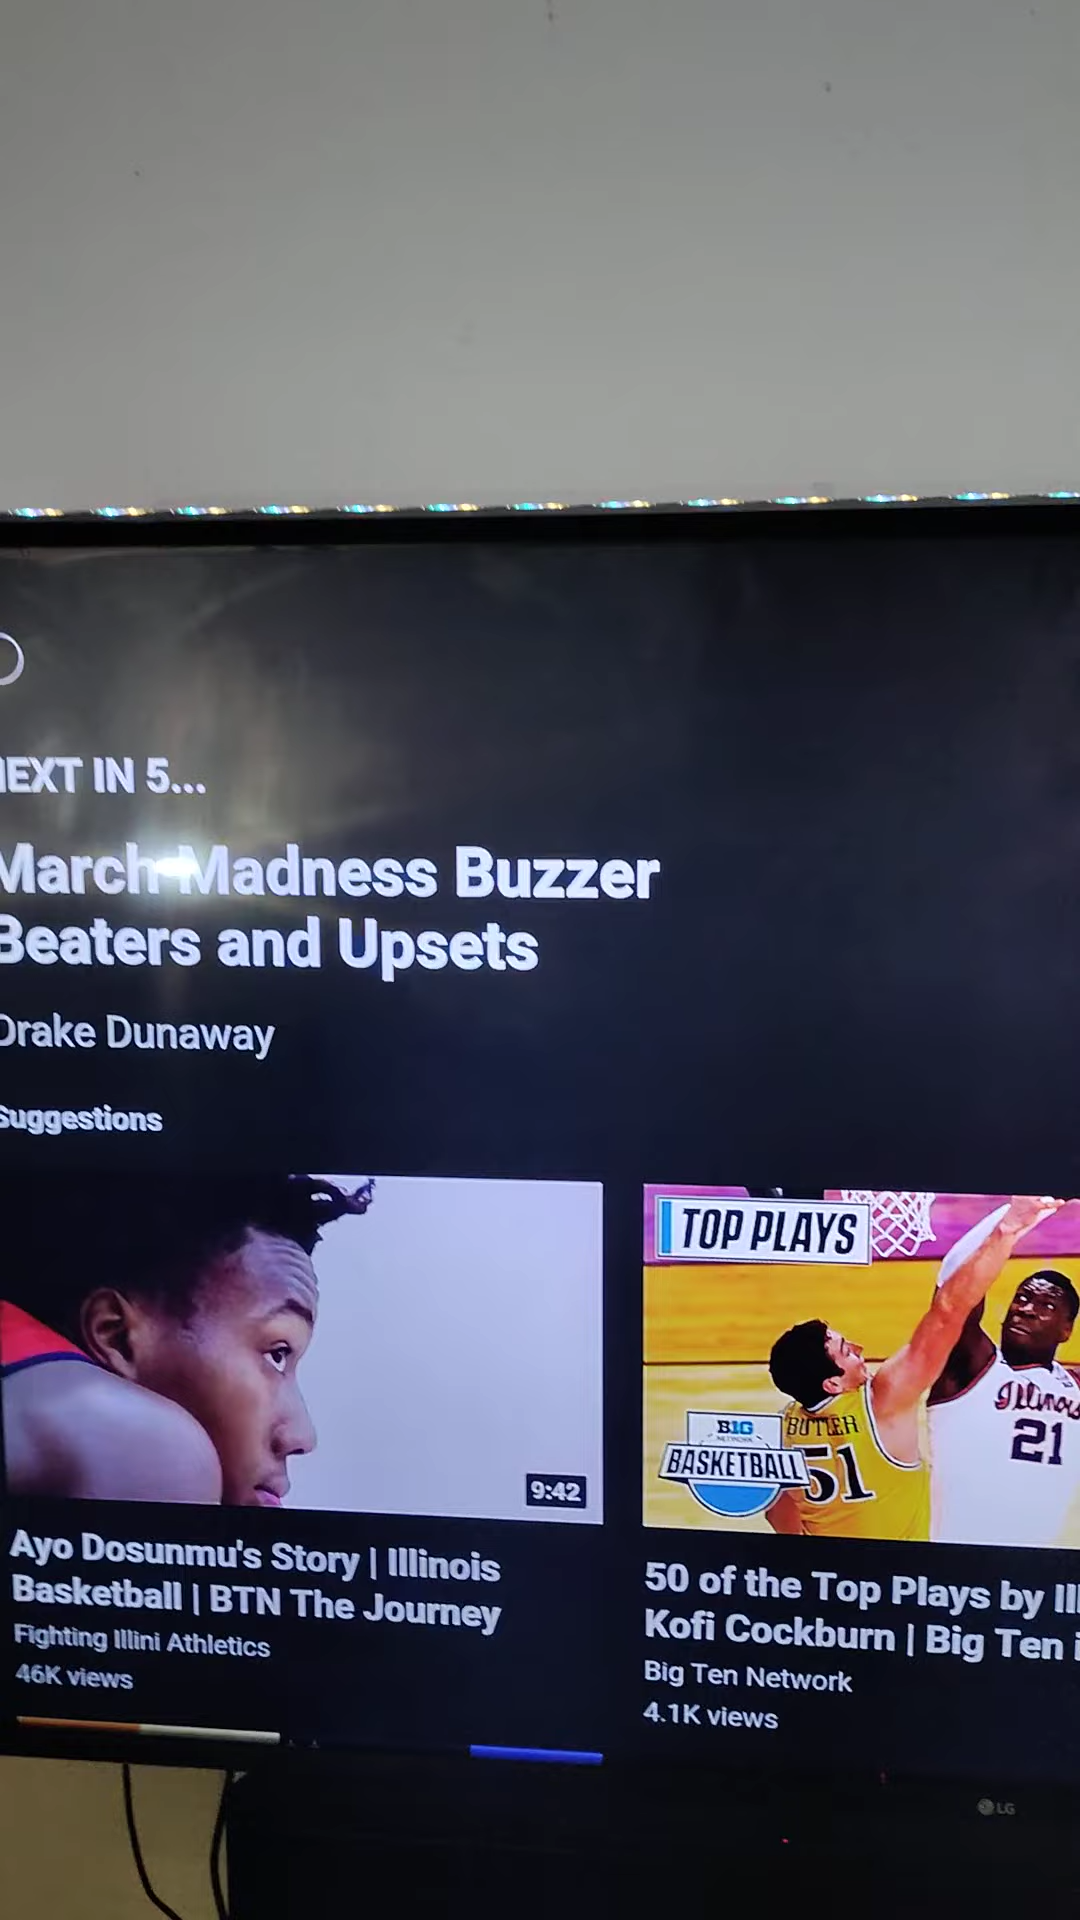 EXT IN 5...
March Madness Buzzer
Beaters and Upsets
Drake Dunaway
Suggestions
TOP PLAYS
BIG
NETWORK
BASKETBALL
BUTLER
51
Illinois
21
9:42
Ayo Dosunmu's Story | Illinois
Basketball | BTN The Journey
Fighting Illini Athletics
46K views
50 of the Top Plays by Ill
Kofi Cockburn | Big Ten i
Big Ten Network
4.1K views
LG